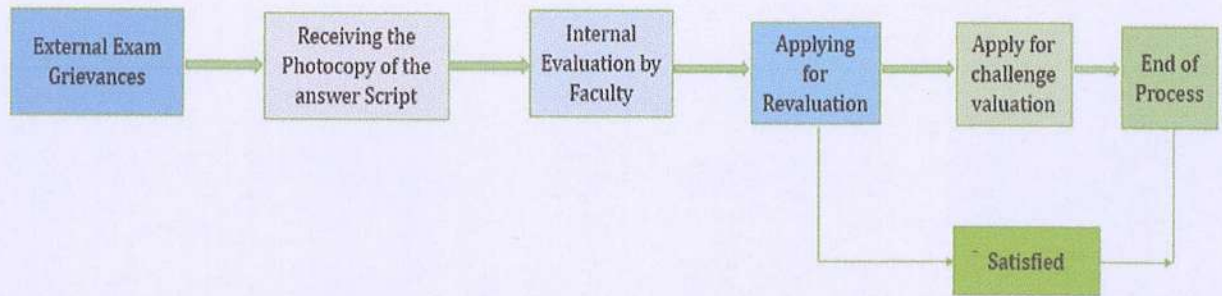 External Exam
Grievances
Receiving the
Photocopy of the
answer Script
Internal
Evaluation by
Faculty
Applying
for
Revaluation
Apply for
challenge
valuation
End of
Process
Satisfied